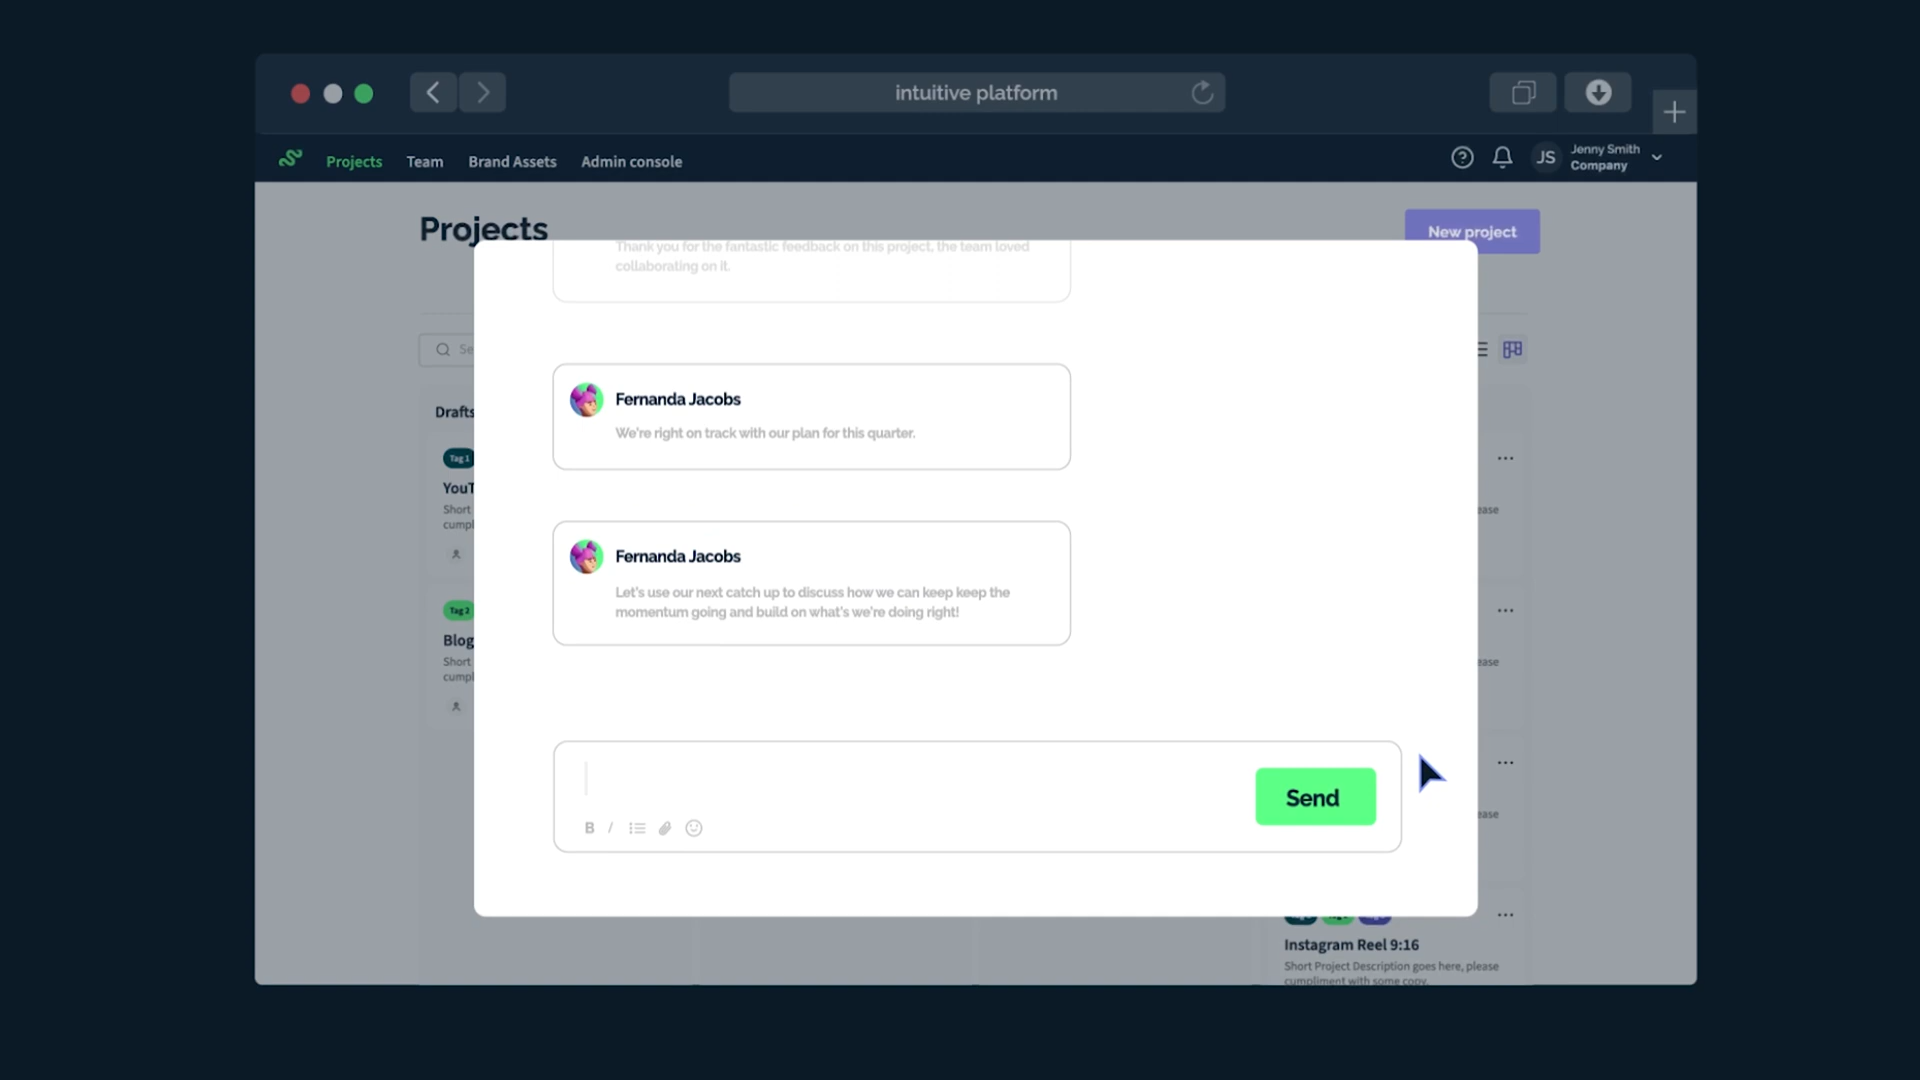 intuitive platform
Projects
Team
Brand Assets
Admin console
JS
Jenny Smith
Company
Projects
New project
Thank you for the fantastic feedback on this project, the team loved
collaborating on it.
Se
Drafts
Fernanda Jacobs
We're right on track with our plan for this quarter.
Tag 1
YouT
Short
cumpl
ease
Fernanda Jacobs
Let's use our next catch up to discuss how we can keep keep the
momentum going and build on what's we're doing right!
Tag 2
Blog
Short
cumpl
ease
Send
B /
ease
Instagram Reel 9:16
Short Project Description goes here, please
cumpliment with some copy.